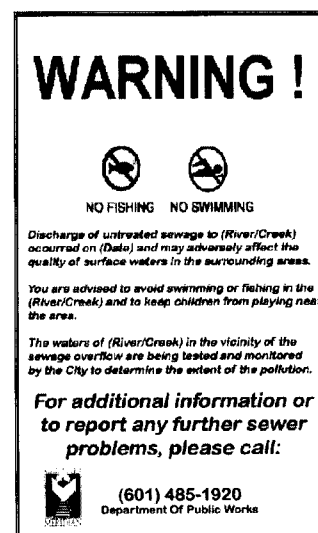 WARNING !
NO FISHING NO SWIMMING
Discharge of untreated sewage to (River/Creek)
occurred on (Date) and may adversely affect the
quality of surface waters in the surrounding areas.
You are advised to avoid swimming or fishing in the
(River/Creek) and to keep children from playing near
the area.
The waters of (River/Creek) in the vicinity of the
sewage overflow are being tested and monitored
by the City to determine the extent of the pollution.
For additional information or
to report any further sewer
problems, please call:
(601) 485-1920
Department Of Public Works
MERIDIAN